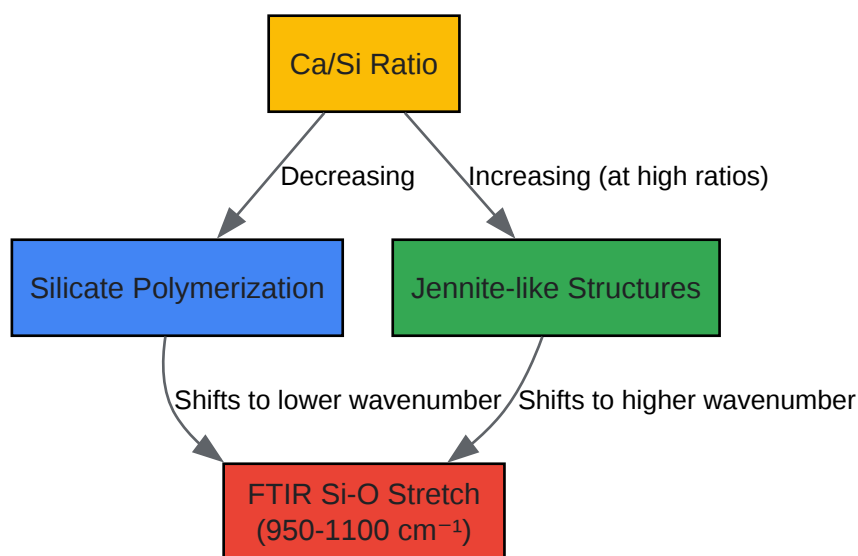 Ca/Si Ratio
Decreasing
Increasing (at high ratios)
Silicate Polymerization
Jennite-like Structures
Shifts to lower wavenumber
Shifts to higher wavenumber
FTIR Si-O Stretch
(950-1100 cm⁻¹)